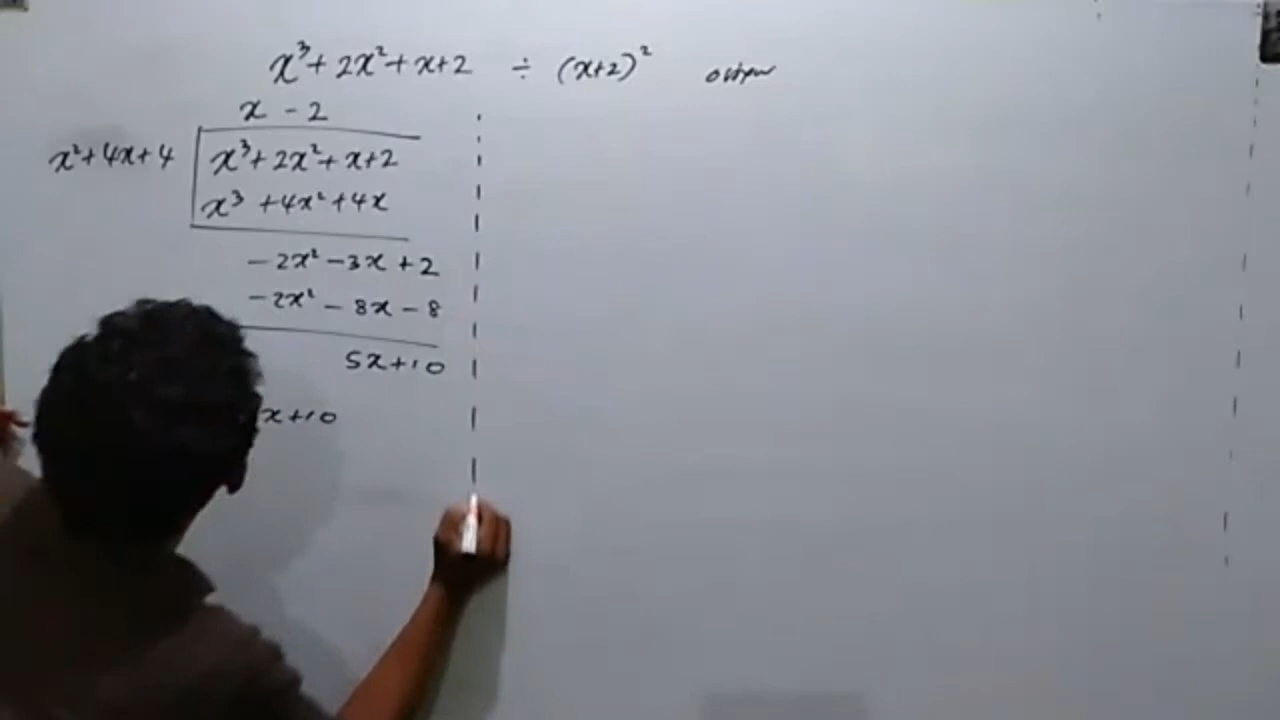 x³ + 2x² + x + 2 ÷ (x+2)²
x - 2
x² + 4x + 4 x³ + 2x² + x + 2
x³ + 4x² + 4x
-2x² - 3x + 2
-2x² - 8x - 8
5x + 10
x + 10